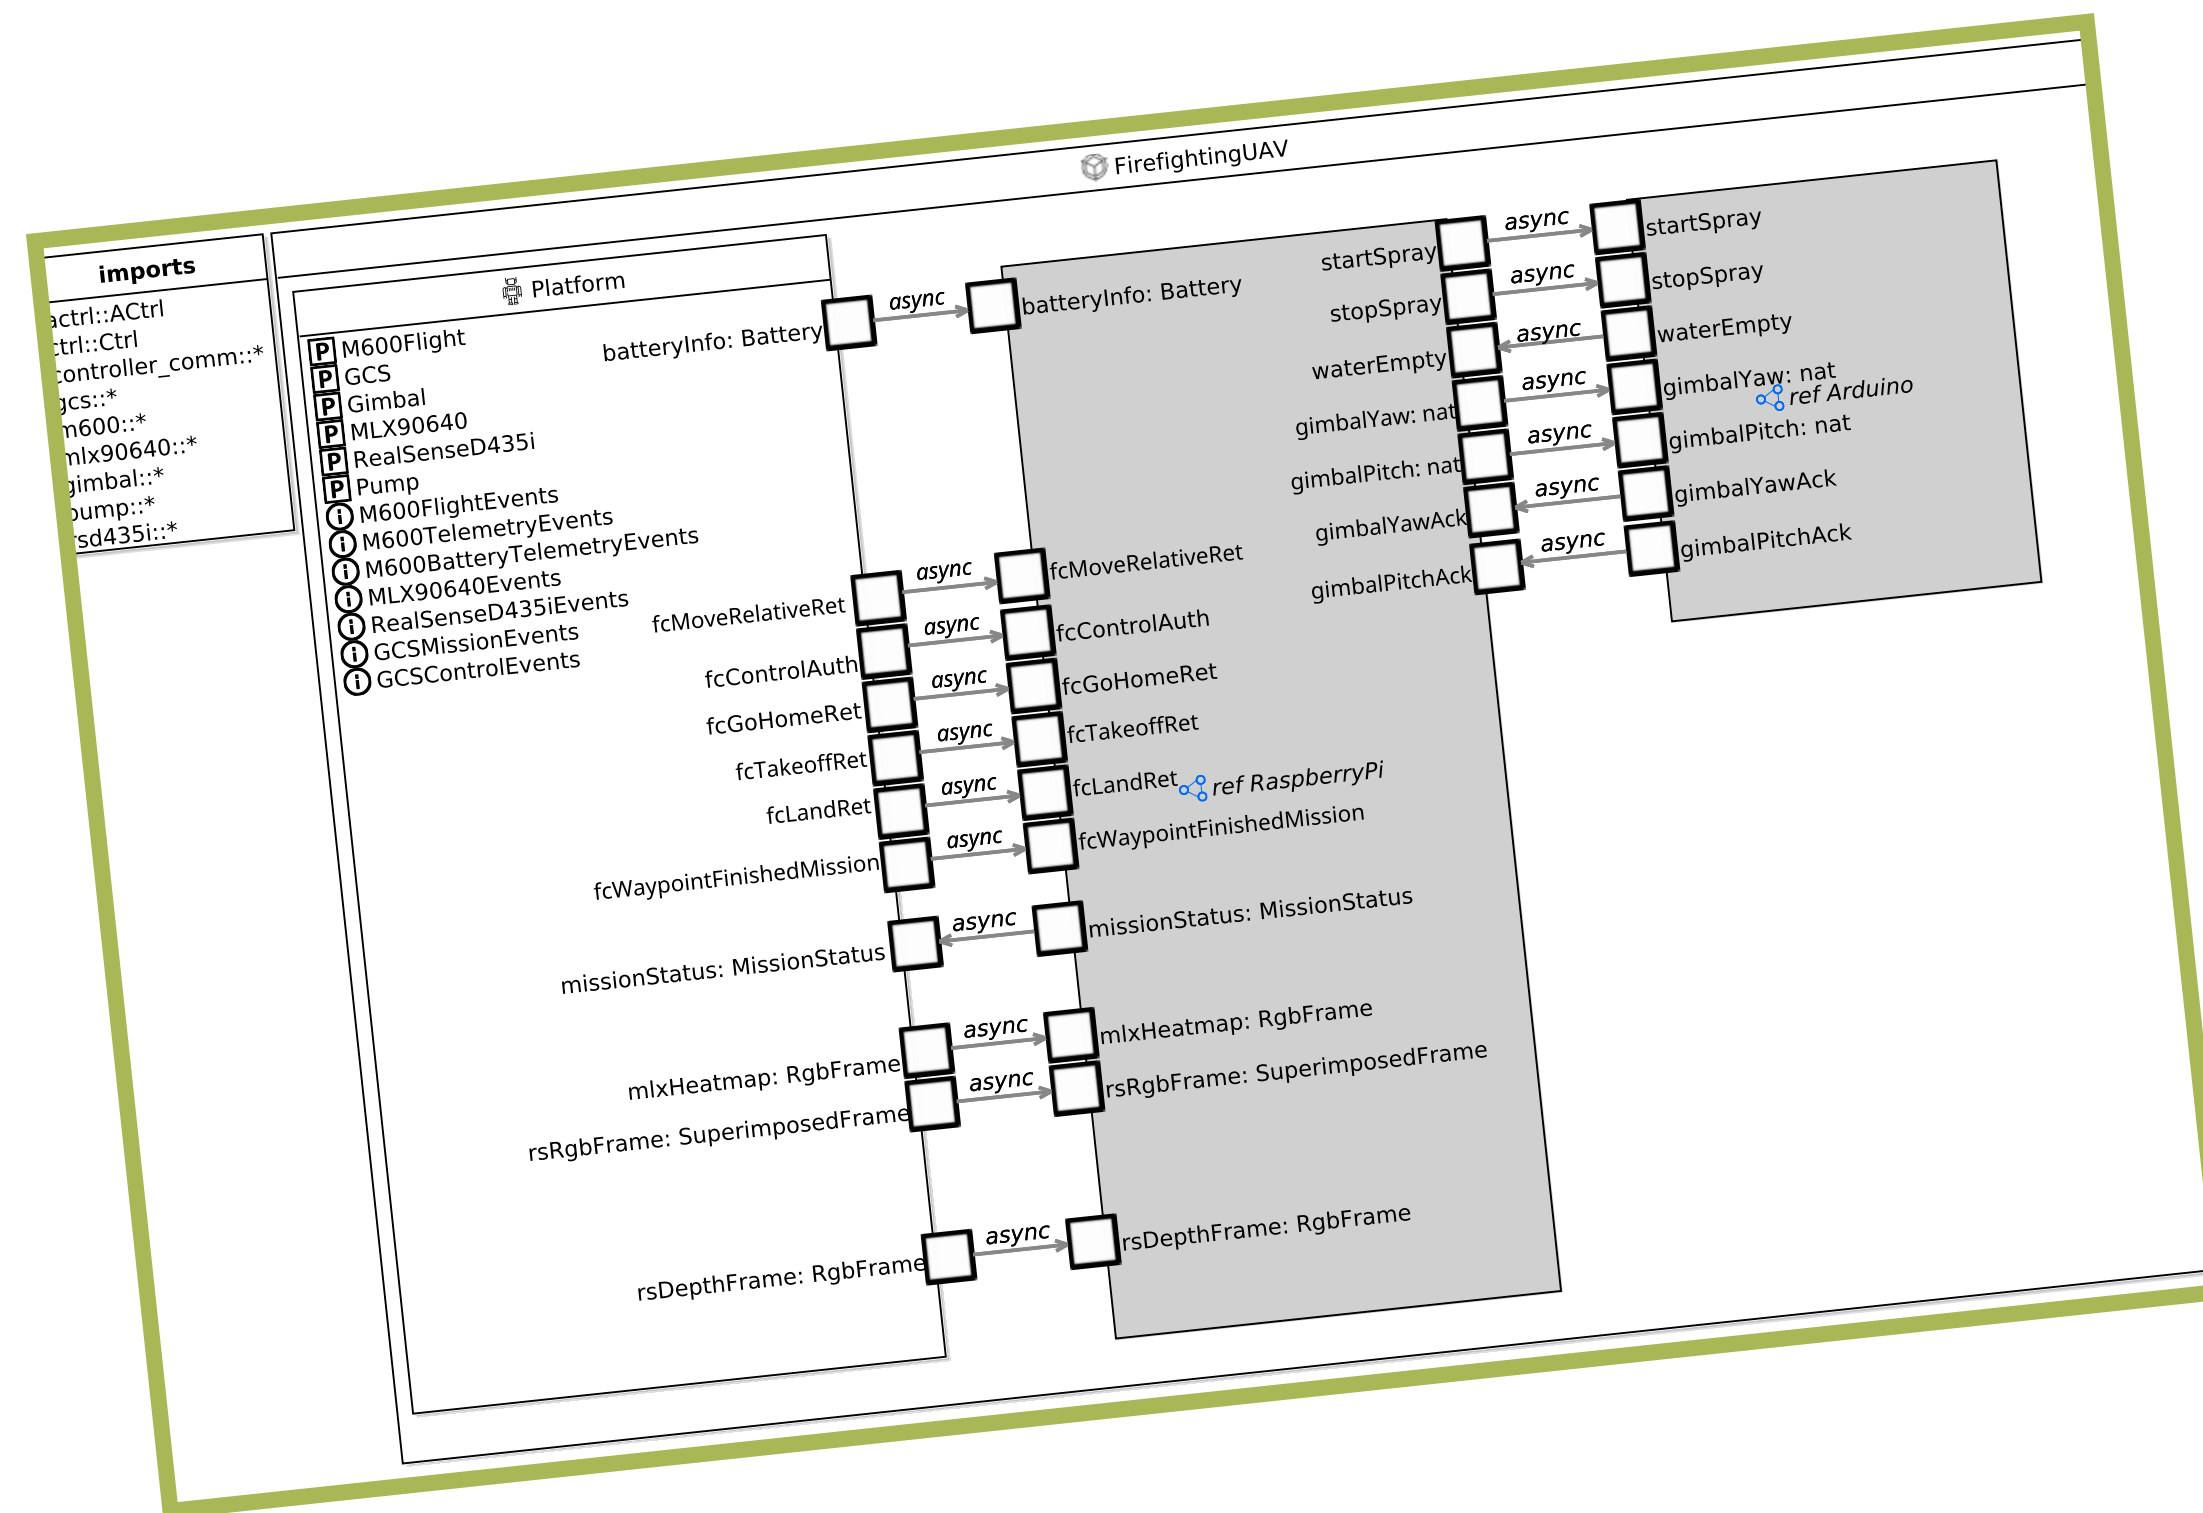 FirefightingUAV
imports
actrl::ACtrl
ctrl::Ctrl
controller_comm::*
gcs::*
m600::*
mlx90640::*
gimbal::*
pump::*
rsd435i::*
Platform
P M600Flight
P GCS
P Gimbal
P MLX90640
P RealSenseD435i
P Pump
i M600FlightEvents
i M600TelemetryEvents
i M600BatteryTelemetryEvents
i MLX90640Events
i RealSenseD435iEvents
i GCSMissionEvents
i GCSControlEvents
batteryInfo: Battery async batteryInfo: Battery
fcMoveRelativeRet async fcMoveRelativeRet
fcControlAuth async fcControlAuth
fcGoHomeRet async fcGoHomeRet
fcTakeoffRet async fcTakeoffRet
fcLandRet async fcLandRet
ref RaspberryPi
fcWaypointFinishedMission async fcWaypointFinishedMission
missionStatus: MissionStatus async missionStatus: MissionStatus
mlxHeatmap: RgbFrame async mlxHeatmap: RgbFrame
rsRgbFrame: SuperimposedFrame async rsRgbFrame: SuperimposedFrame
rsDepthFrame: RgbFrame async rsDepthFrame: RgbFrame
startSpray async startSpray
stopSpray async stopSpray
waterEmpty async waterEmpty
gimbalYaw: nat async gimbalYaw: nat
ref Arduino
gimbalPitch: nat async gimbalPitch: nat
gimbalYawAck async gimbalYawAck
gimbalPitchAck async gimbalPitchAck